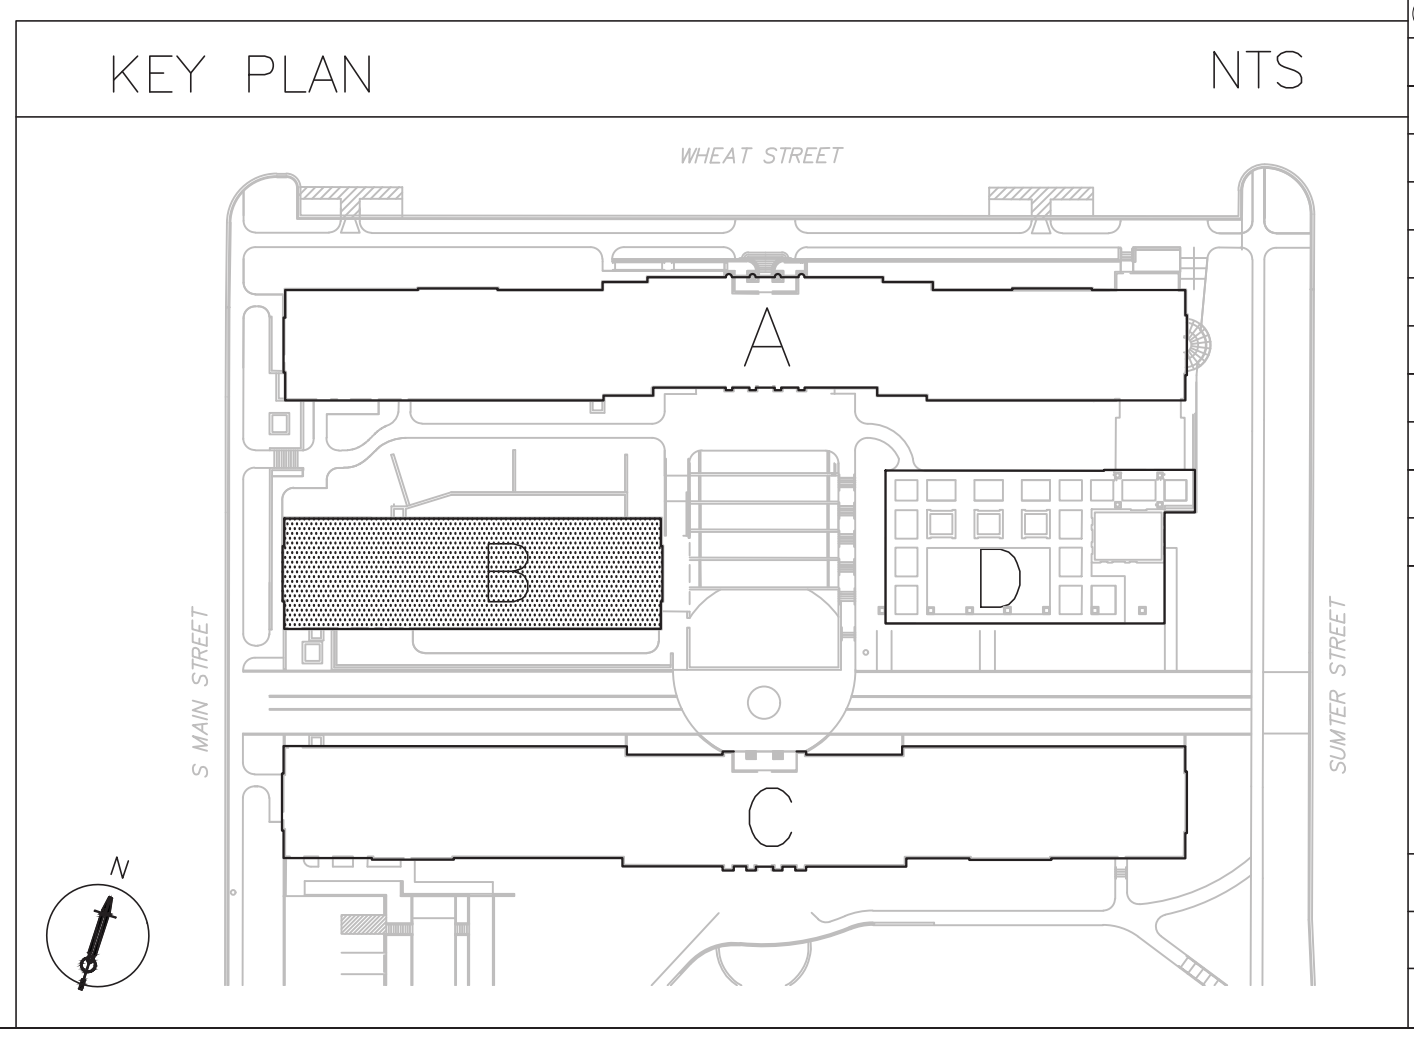 KEY PLAN
NTS
WHEAT STREET
A
B
D
S MAIN STREET
SUMTER STREET
C
N